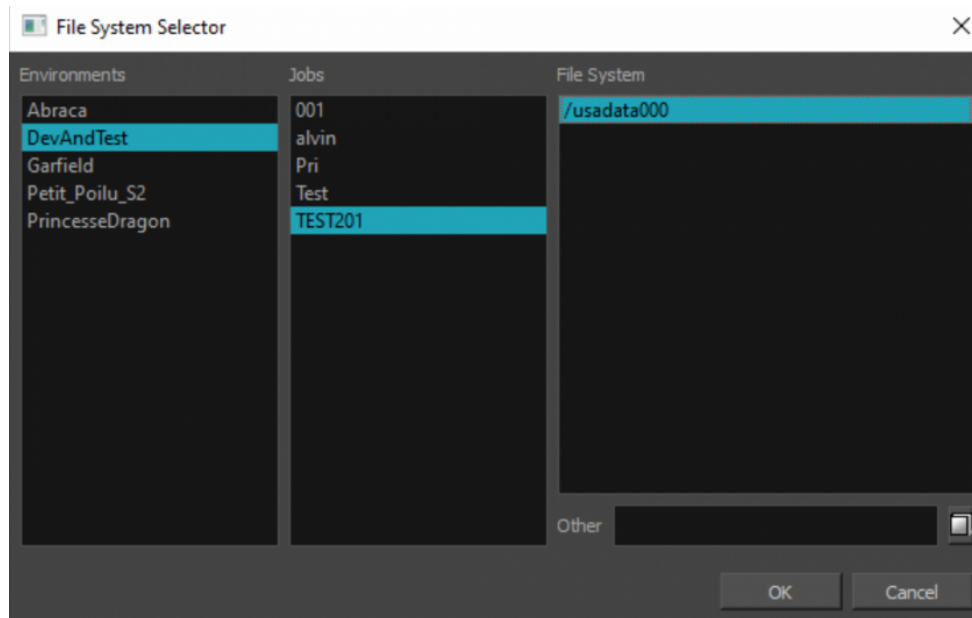 File System Selector
Environments
Abraca
DevAndTest
Garfield
Petit_Poilu_S2
PrincesseDragon
Jobs
001
alvin
Pri
Test
TEST201
File System
/usadata000
Other
OK
Cancel